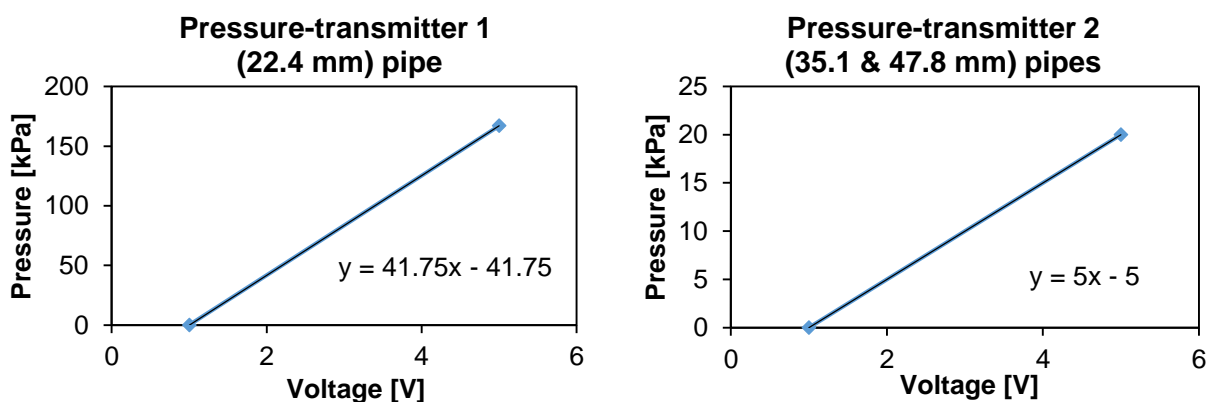 Pressure-transmitter 1
(22.4 mm) pipe
200
150
100
50
0
0
2
4
6
Pressure [kPa]
Voltage [V]
y = 41.75x - 41.75
Pressure-transmitter 2
(35.1 & 47.8 mm) pipes
25
20
15
10
5
0
0
2
4
6
Pressure [kPa]
Voltage [V]
y = 5x - 5